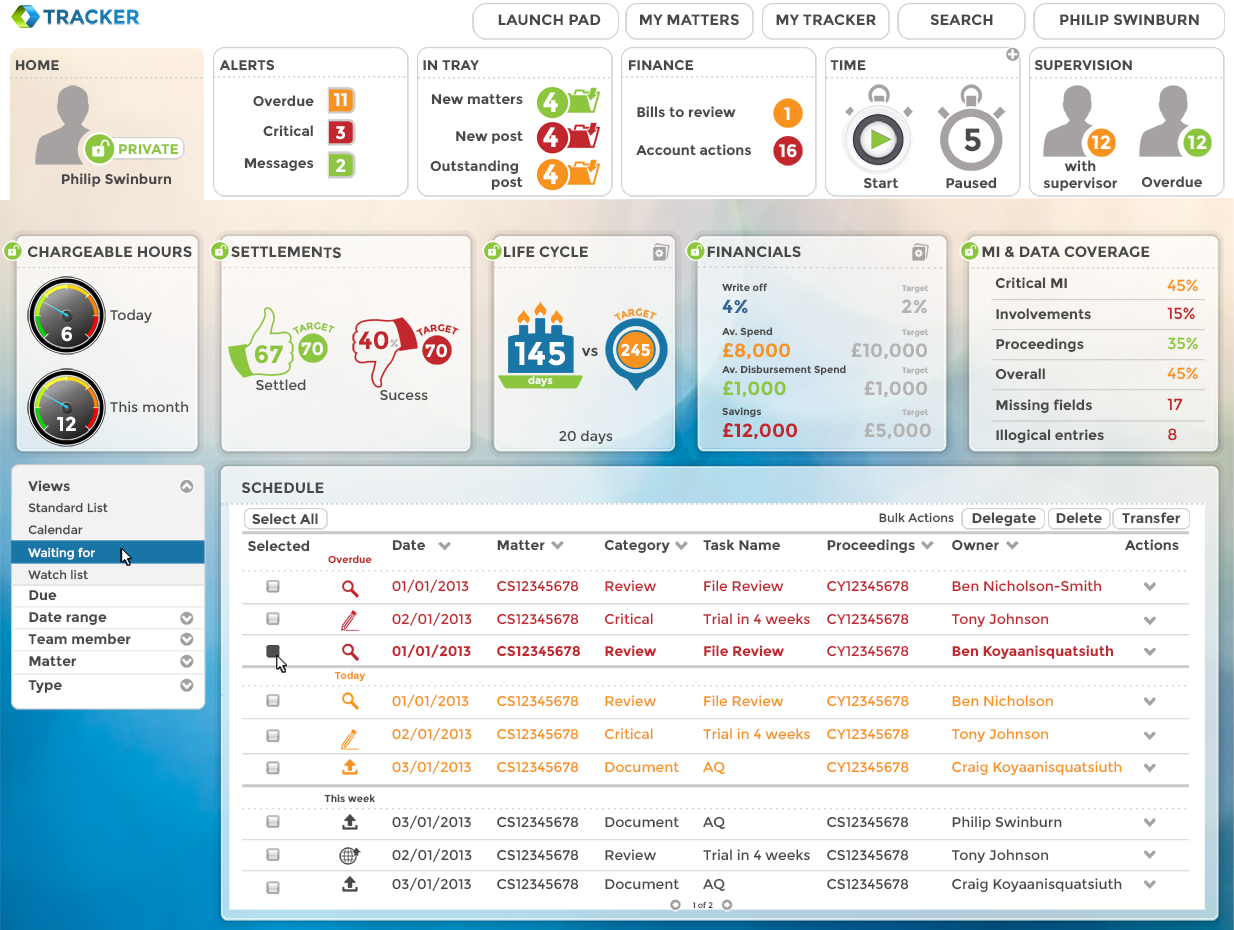 TRACKER
LAUNCH PAD
MY MATTERS
MY TRACKER
SEARCH
PHILIP SWINBURN
HOME
PRIVATE
Philip Swinburn
ALERTS
Overdue 11
Critical 3
Messages 2
IN TRAY
New matters 4
New post 4
Outstanding
post 4
FINANCE
Bills to review 1
Account actions 16
TIME
Start
5
Paused
SUPERVISION
12
with
supervisor
12
Overdue
CHARGEABLE HOURS
6 Today
12 This month
SETTLEMENTS
67
TARGET
70
Settled
40%
TARGET
70
Sucess
LIFE CYCLE
145
days
vs
TARGET
245
20 days
FINANCIALS
Write off Target
4% 2%
Av. Spend Target
£8,000 £10,000
Av. Disbursement Spend Target
£1,000 £1,000
Savings Target
£12,000 £5,000
MI & DATA COVERAGE
Critical MI 45%
Involvements 15%
Proceedings 35%
Overall 45%
Missing fields 17
Illogical entries 8
Views
Standard List
Calendar
Waiting for
Watch list
Due
Date range
Team member
Matter
Type
SCHEDULE
Select All Bulk Actions Delegate Delete Transfer
Selected Date Matter Category Task Name Proceedings Owner Actions
Overdue
01/01/2013 CS12345678 Review File Review CY12345678 Ben Nicholson-Smith
02/01/2013 CS12345678 Critical Trial in 4 weeks CY12345678 Tony Johnson
01/01/2013 CS12345678 Review File Review CY12345678 Ben Koyaanisquatsiuth
Today
01/01/2013 CS12345678 Review File Review CY12345678 Ben Nicholson
02/01/2013 CS12345678 Critical Trial in 4 weeks CY12345678 Tony Johnson
03/01/2013 CS12345678 Document AQ CY12345678 Craig Koyaanisquatsiuth
This week
03/01/2013 CS12345678 Document AQ CS12345678 Philip Swinburn
02/01/2013 CS12345678 Review Trial in 4 weeks CS12345678 Tony Johnson
03/01/2013 CS12345678 Document AQ CS12345678 Craig Koyaanisquatsiuth
1 of 2